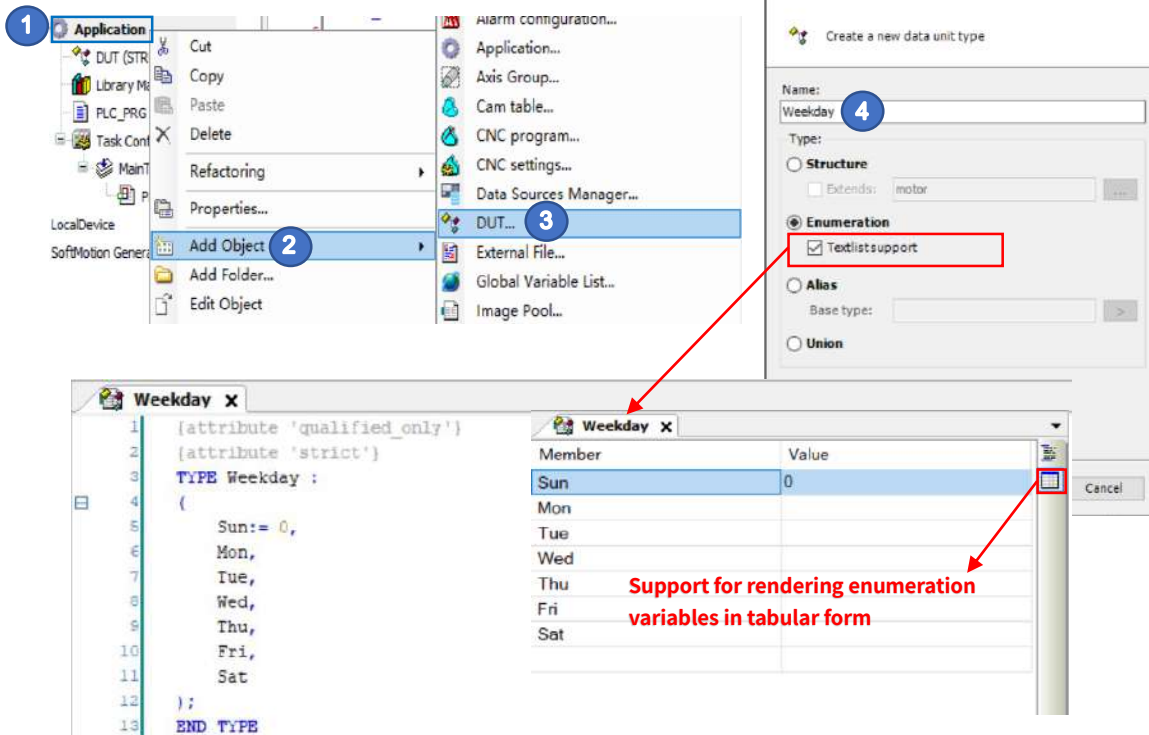 1
Application
DUT (STR
Library Ma
PLC_PRG
Task Conf
MainT
P
LocalDevice
SoftMotion Genera
Cut
Copy
Paste
Delete
Refactoring
Properties...
Add Object 2
Add Folder...
Edit Object
Alarm configuration...
Application...
Axis Group...
Cam table...
CNC program...
CNC settings...
Data Sources Manager...
DUT... 3
External File...
Global Variable List...
Image Pool...
Create a new data unit type
Name:
Weekday 4
Type:
Structure
Extends: motor ...
Enumeration
Textlist support
Alias
Base type: >
Union
Cancel
Weekday x
1 {attribute 'qualified_only'}
2 {attribute 'strict'}
3 TYPE Weekday :
4 (
5 Sun:= 0,
6 Mon,
7 Tue,
8 Wed,
9 Thu,
10 Fri,
11 Sat
12 );
13 END TYPE
Weekday x
Member Value
Sun 0
Mon
Tue
Wed
Thu
Fri
Sat
Support for rendering enumeration
variables in tabular form